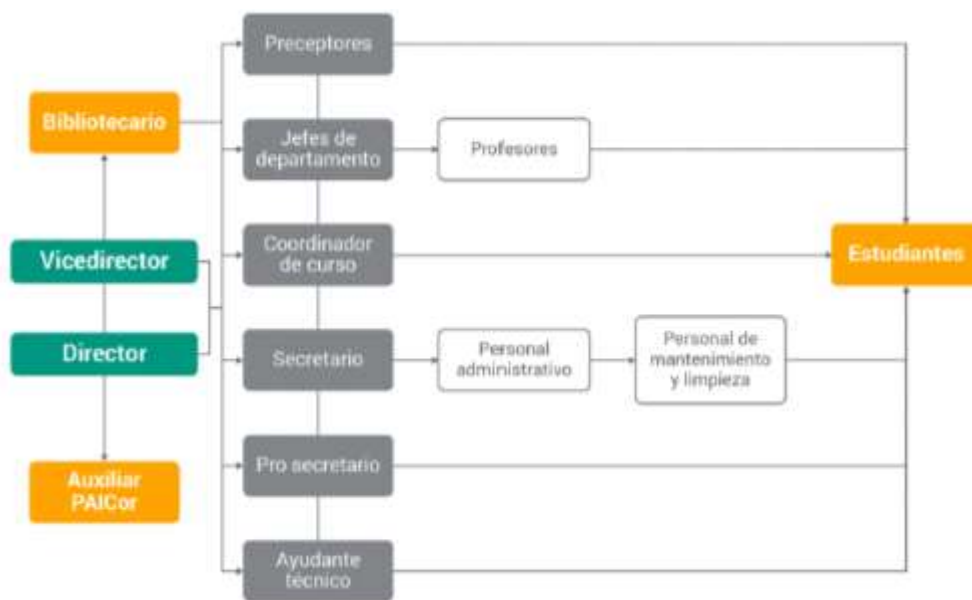 Preceptores
Bibliotecario
Jefes de
departamento
Profesores
Vicedirector
Coordinador
de curso
Estudiantes
Director
Secretario
Personal
administrativo
Personal de
mantenimiento
y limpieza
Auxiliar
PAICor
Pro secretario
Ayudante
técnico